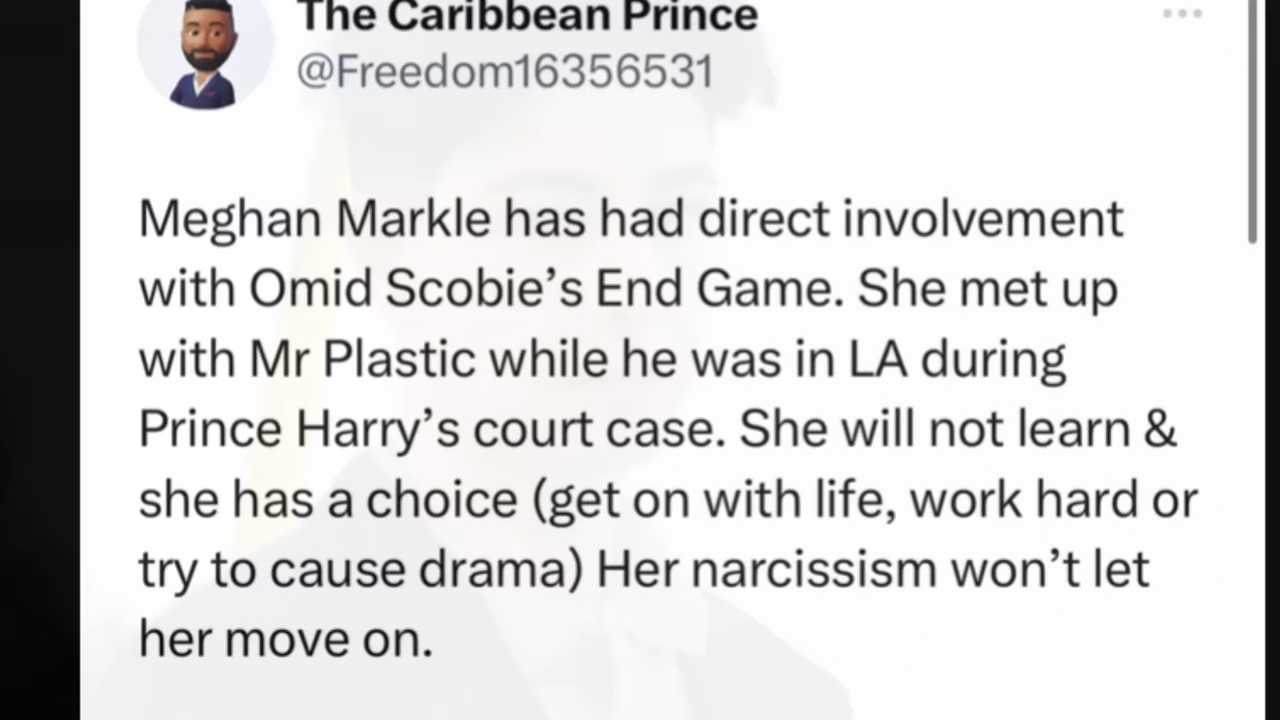 The Caribbean Prince
@Freedom16356531
Meghan Markle has had direct involvement
with Omid Scobie’s End Game. She met up
with Mr Plastic while he was in LA during
Prince Harry’s court case. She will not learn &
she has a choice (get on with life, work hard or
try to cause drama) Her narcissism won’t let
her move on.